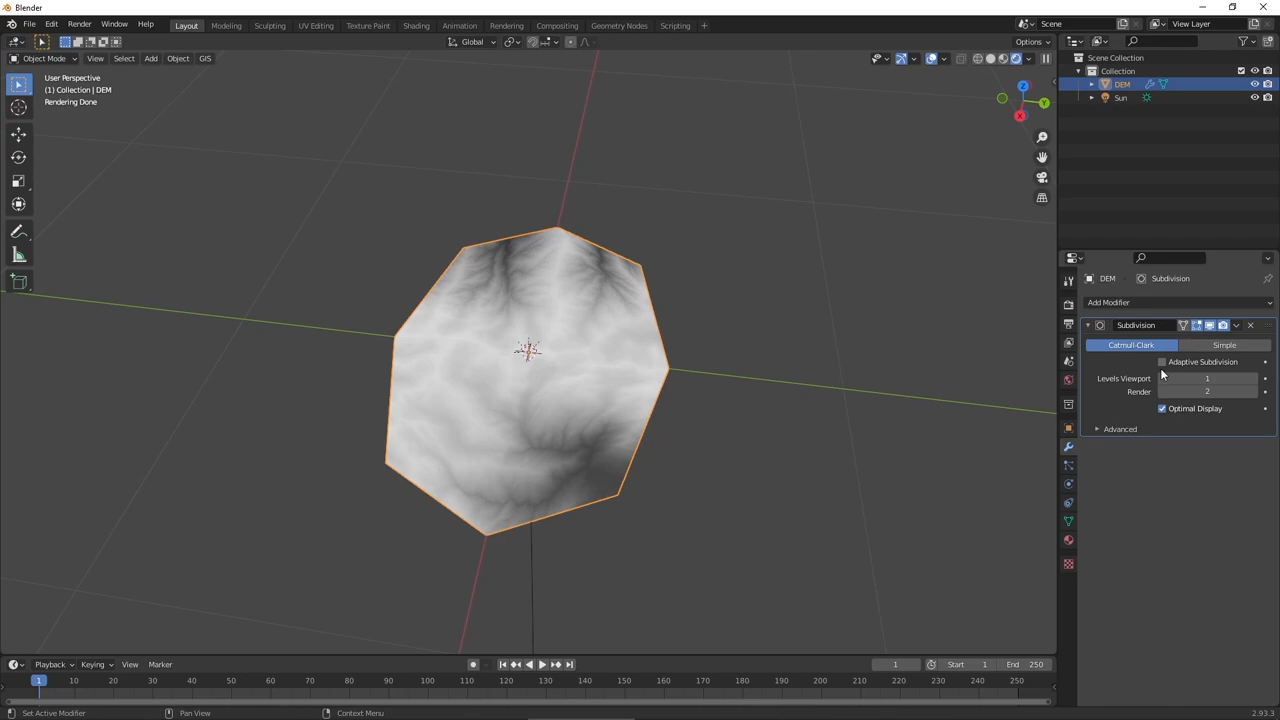 Blender
File Edit Render Window Help Layout Modeling Sculpting UV Editing Texture Paint Shading Animation Rendering Compositing Geometry Nodes Scripting + Scene View Layer
Global Options
Object Mode View Select Add Object GIS
User Perspective
(1) Collection | DEM
Rendering Done
Z
Y
X
Scene Collection
Collection
DEM
Sun
DEM Subdivision
Add Modifier
Subdivision
Catmull-Clark Simple
Adaptive Subdivision
Levels Viewport 1
Render 2
Optimal Display
Advanced
Playback Keying View Marker 1 Start 1 End 250
1 10 20 30 40 50 60 70 80 90 100 110 120 130 140 150 160 170 180 190 200 210 220 230 240 250
Set Active Modifier Pan View Context Menu 2.93.3